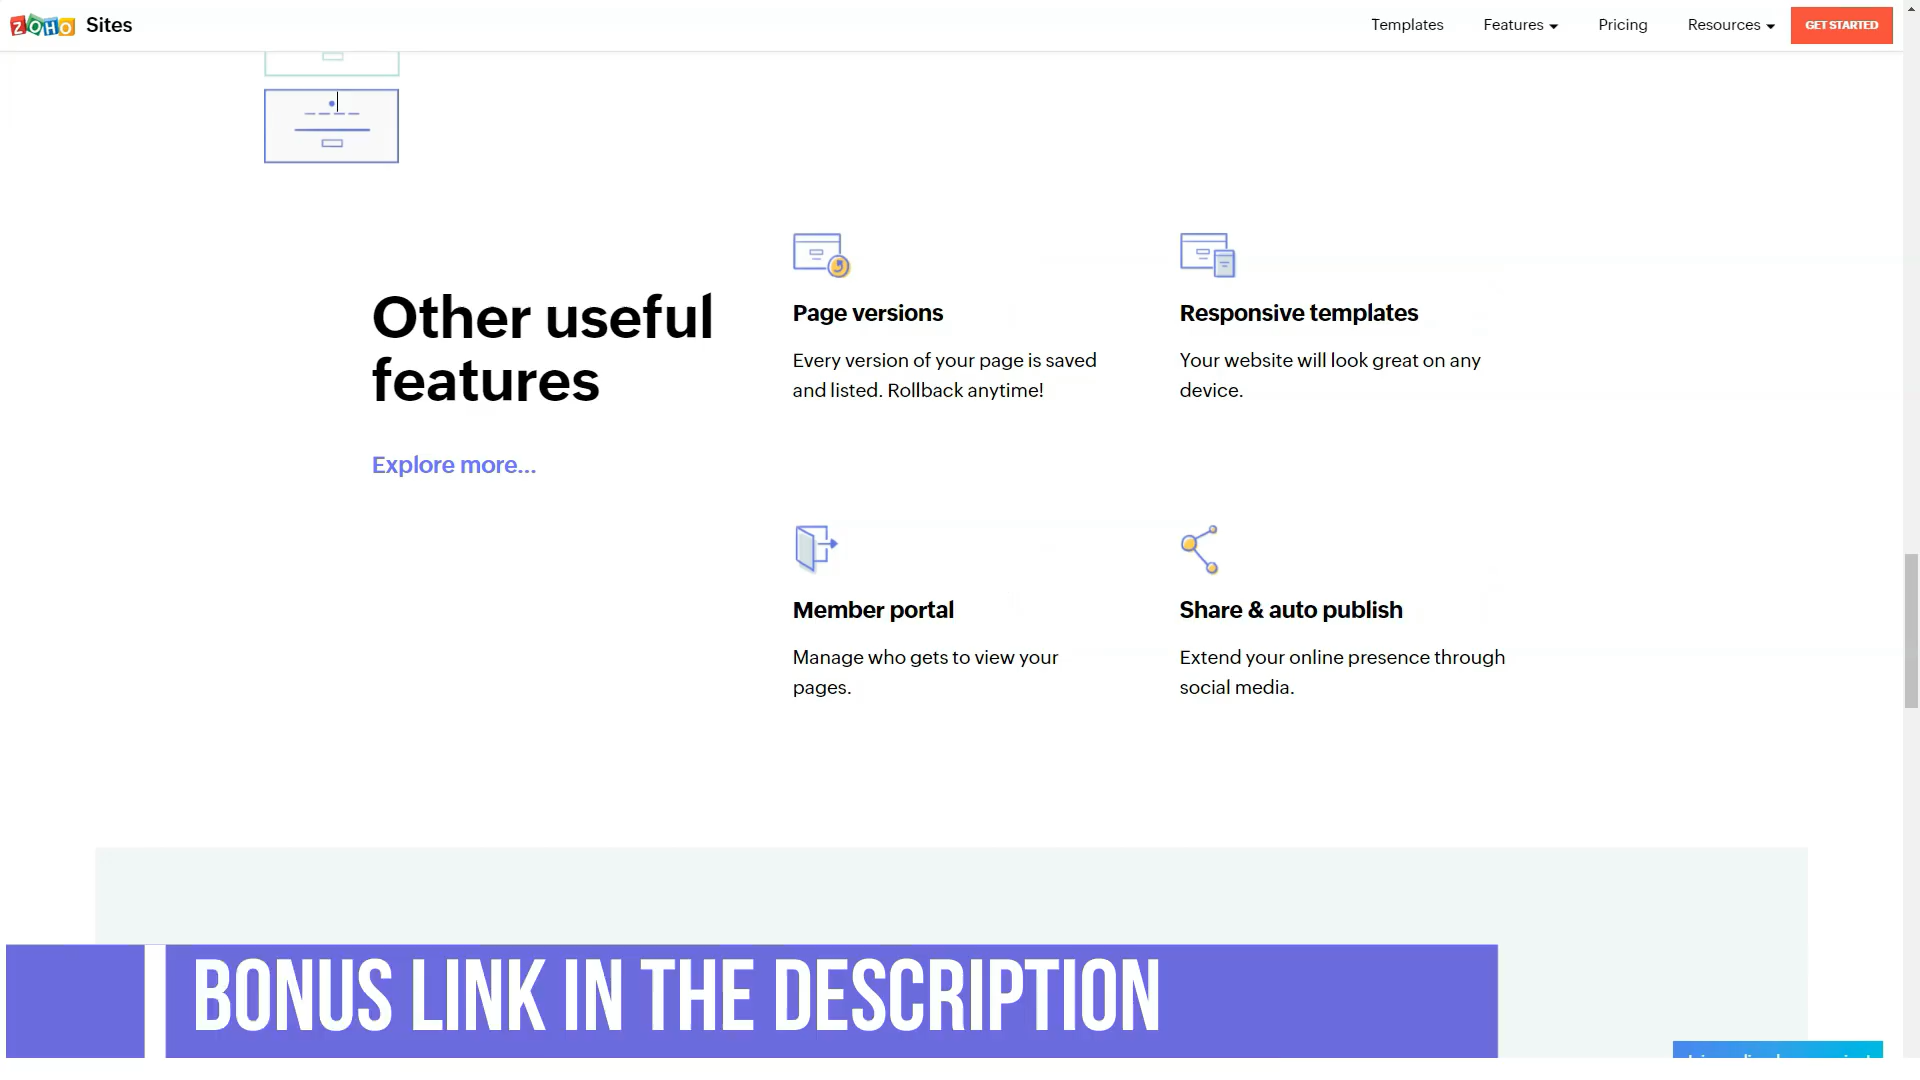 ZOHO Sites
Templates
Features
Pricing
Resources
GET STARTED
Other useful
features
Explore more...
Page versions
Every version of your page is saved
and listed. Rollback anytime!
Responsive templates
Your website will look great on any
device.
Member portal
Manage who gets to view your
pages.
Share & auto publish
Extend your online presence through
social media.
BONUS LINK IN THE DESCRIPTION